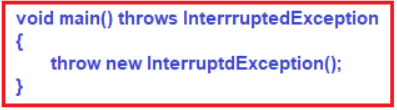 void main() throws InterrruptedException
{
throw new InterruptdException();
}